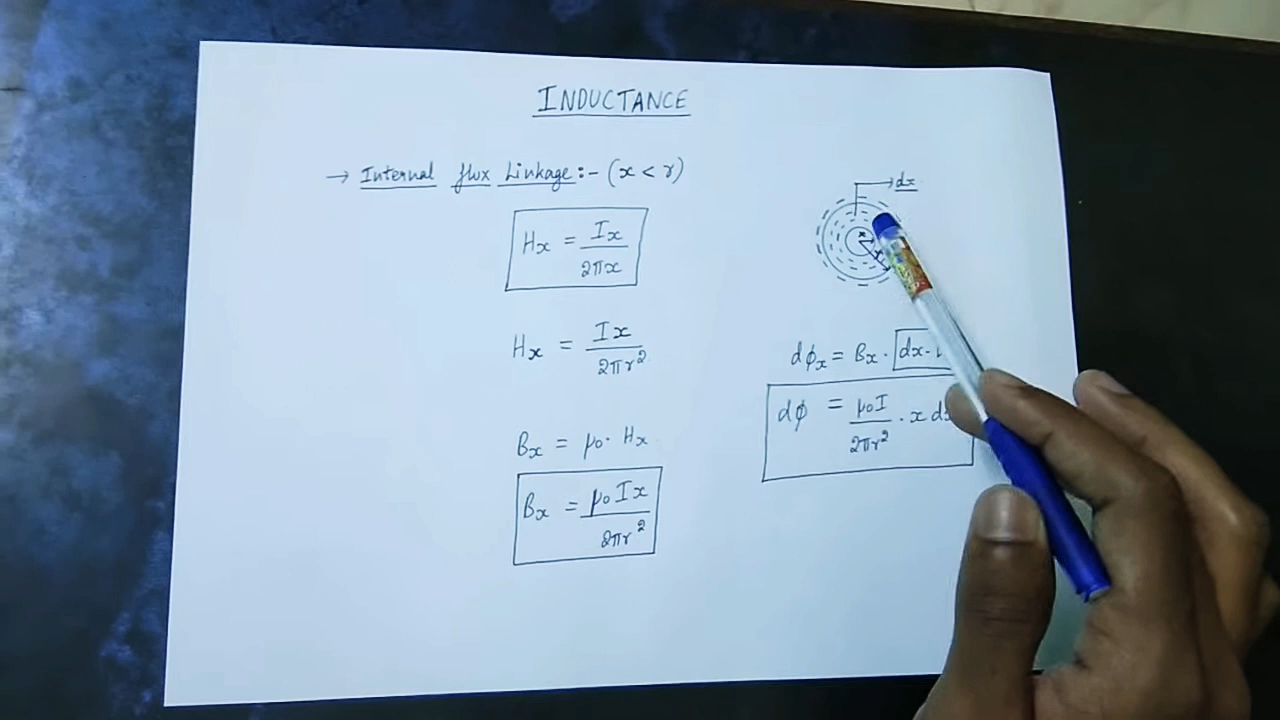 INDUCTANCE
→ Internal flux Linkage:- (x < r)
Hx = Ix / 2πx
Hx = Ix / 2πr²
Bx = μ₀· Hx
Bx = μ₀Ix / 2πr²
dx
x
r
dϕx = Bx · dx·
dϕ = μ₀I / 2πr² · x